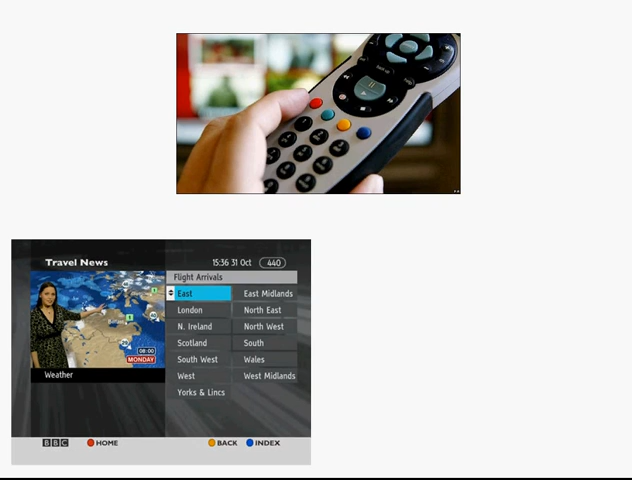 Travel News
15:36 31 Oct 440
Flight Arrivals
East East Midlands
London North East
N. Ireland North West
Scotland South
South West Wales
West West Midlands
Yorks & Lincs
08:00
MONDAY
Weather
BBC HOME BACK INDEX